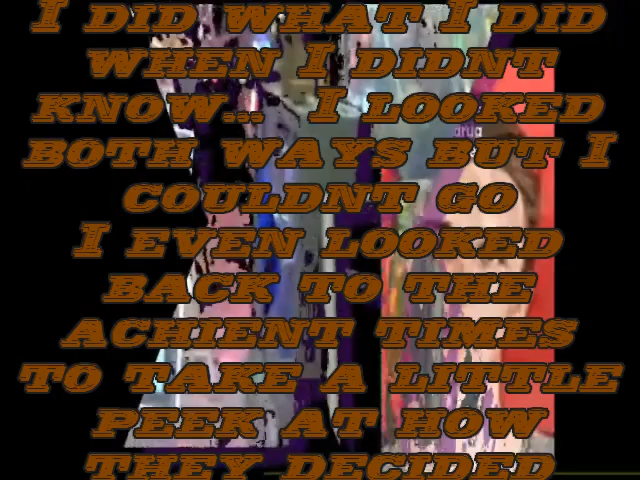 I DID WHAT I DID
WHEN I DIDNT
KNOW... I LOOKED
BOTH WAYS BUT I
COULDNT GO
I EVEN LOOKED
BACK TO THE
ACHIENT TIMES
TO TAKE A LITTLE
PEEK AT HOW
THEY DECIDED